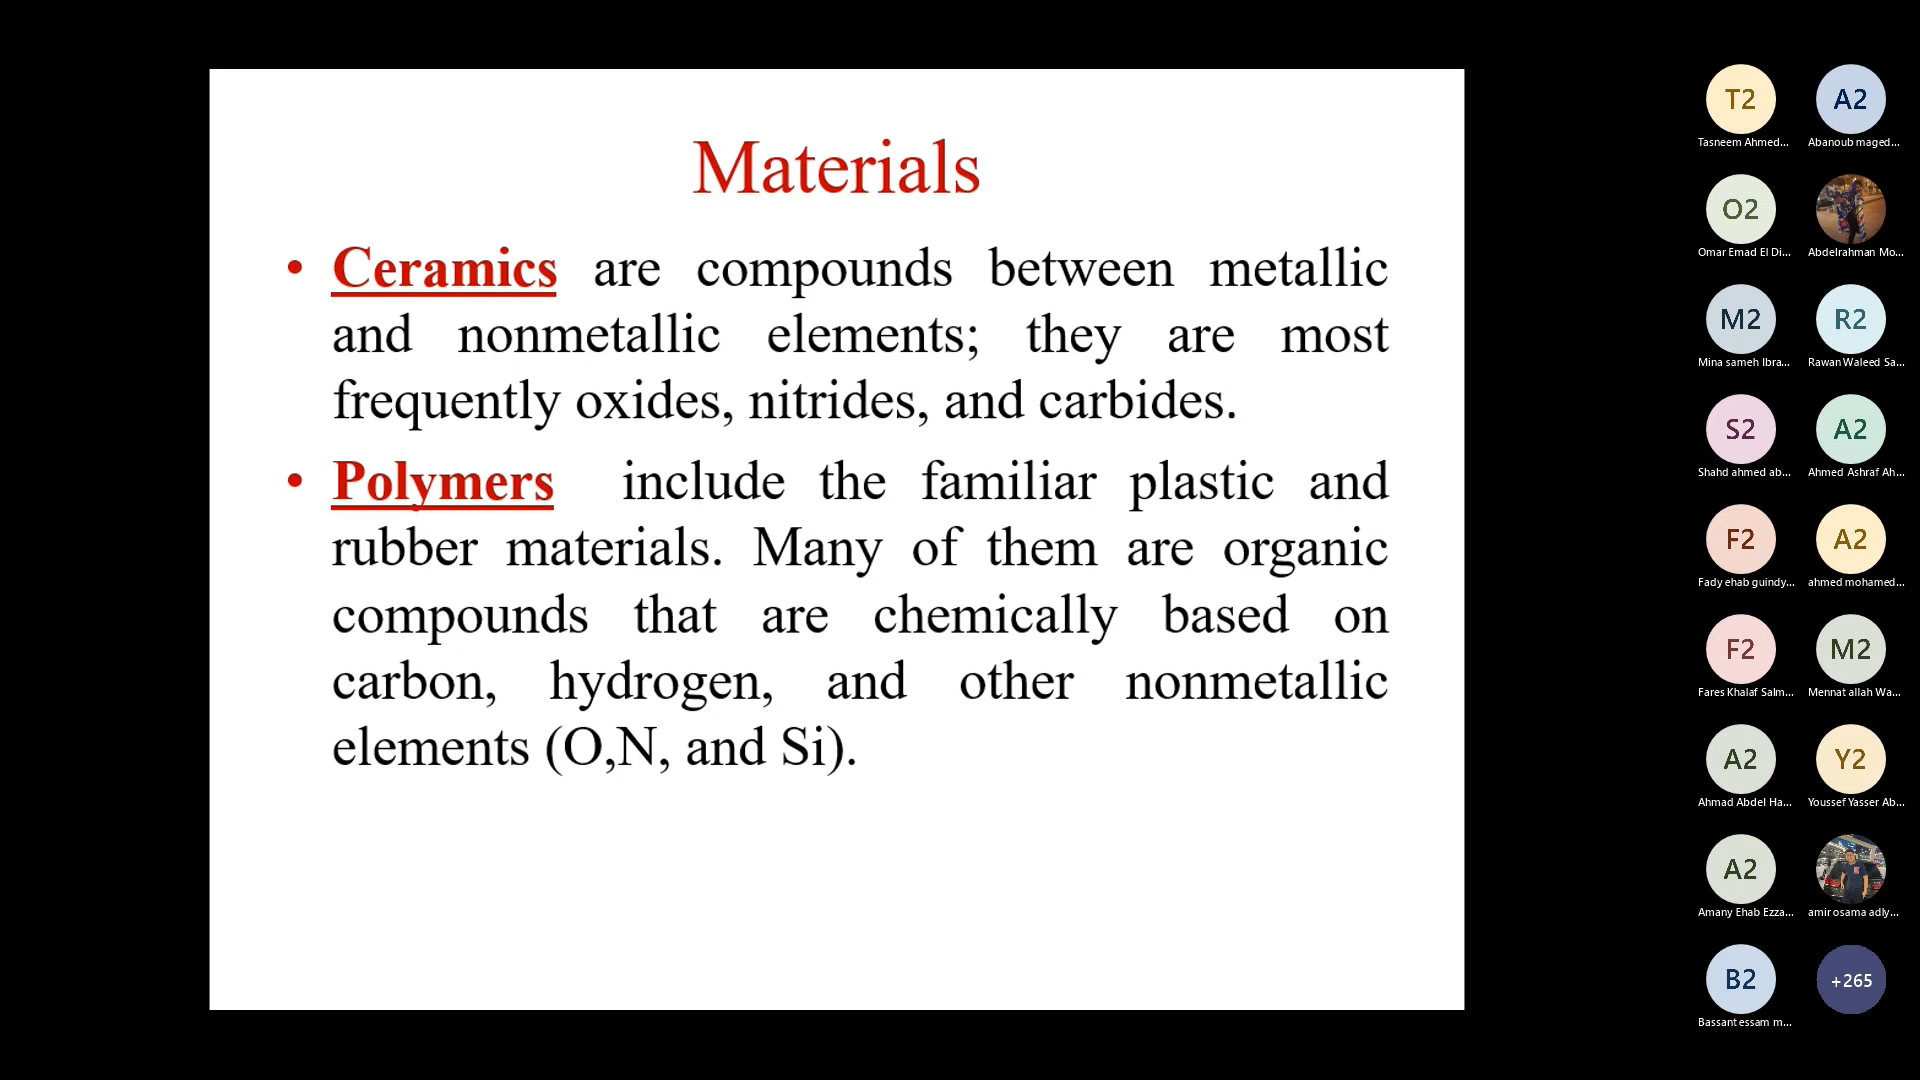 Materials
• Ceramics are compounds between metallic
and nonmetallic elements; they are most
frequently oxides, nitrides, and carbides.
• Polymers include the familiar plastic and
rubber materials. Many of them are organic
compounds that are chemically based on
carbon, hydrogen, and other nonmetallic
elements (O,N, and Si).
T2 A2
Tasneem Ahmed... Abanoub maged...
O2
Omar Emad El Di... Abdelrahman Mo...
M2 R2
Mina sameh Ibra... Rawan Waleed Sa...
S2 A2
Shahd ahmed ab... Ahmed Ashraf Ah...
F2 A2
Fady ehab guindy... ahmed mohamed...
F2 M2
Fares Khalaf Salm... Mennat allah Wa...
A2 Y2
Ahmad Abdel Ha... Youssef Yasser Ab...
A2
Amany Ehab Ezza... amir osama adly...
B2 +265
Bassant essam m...